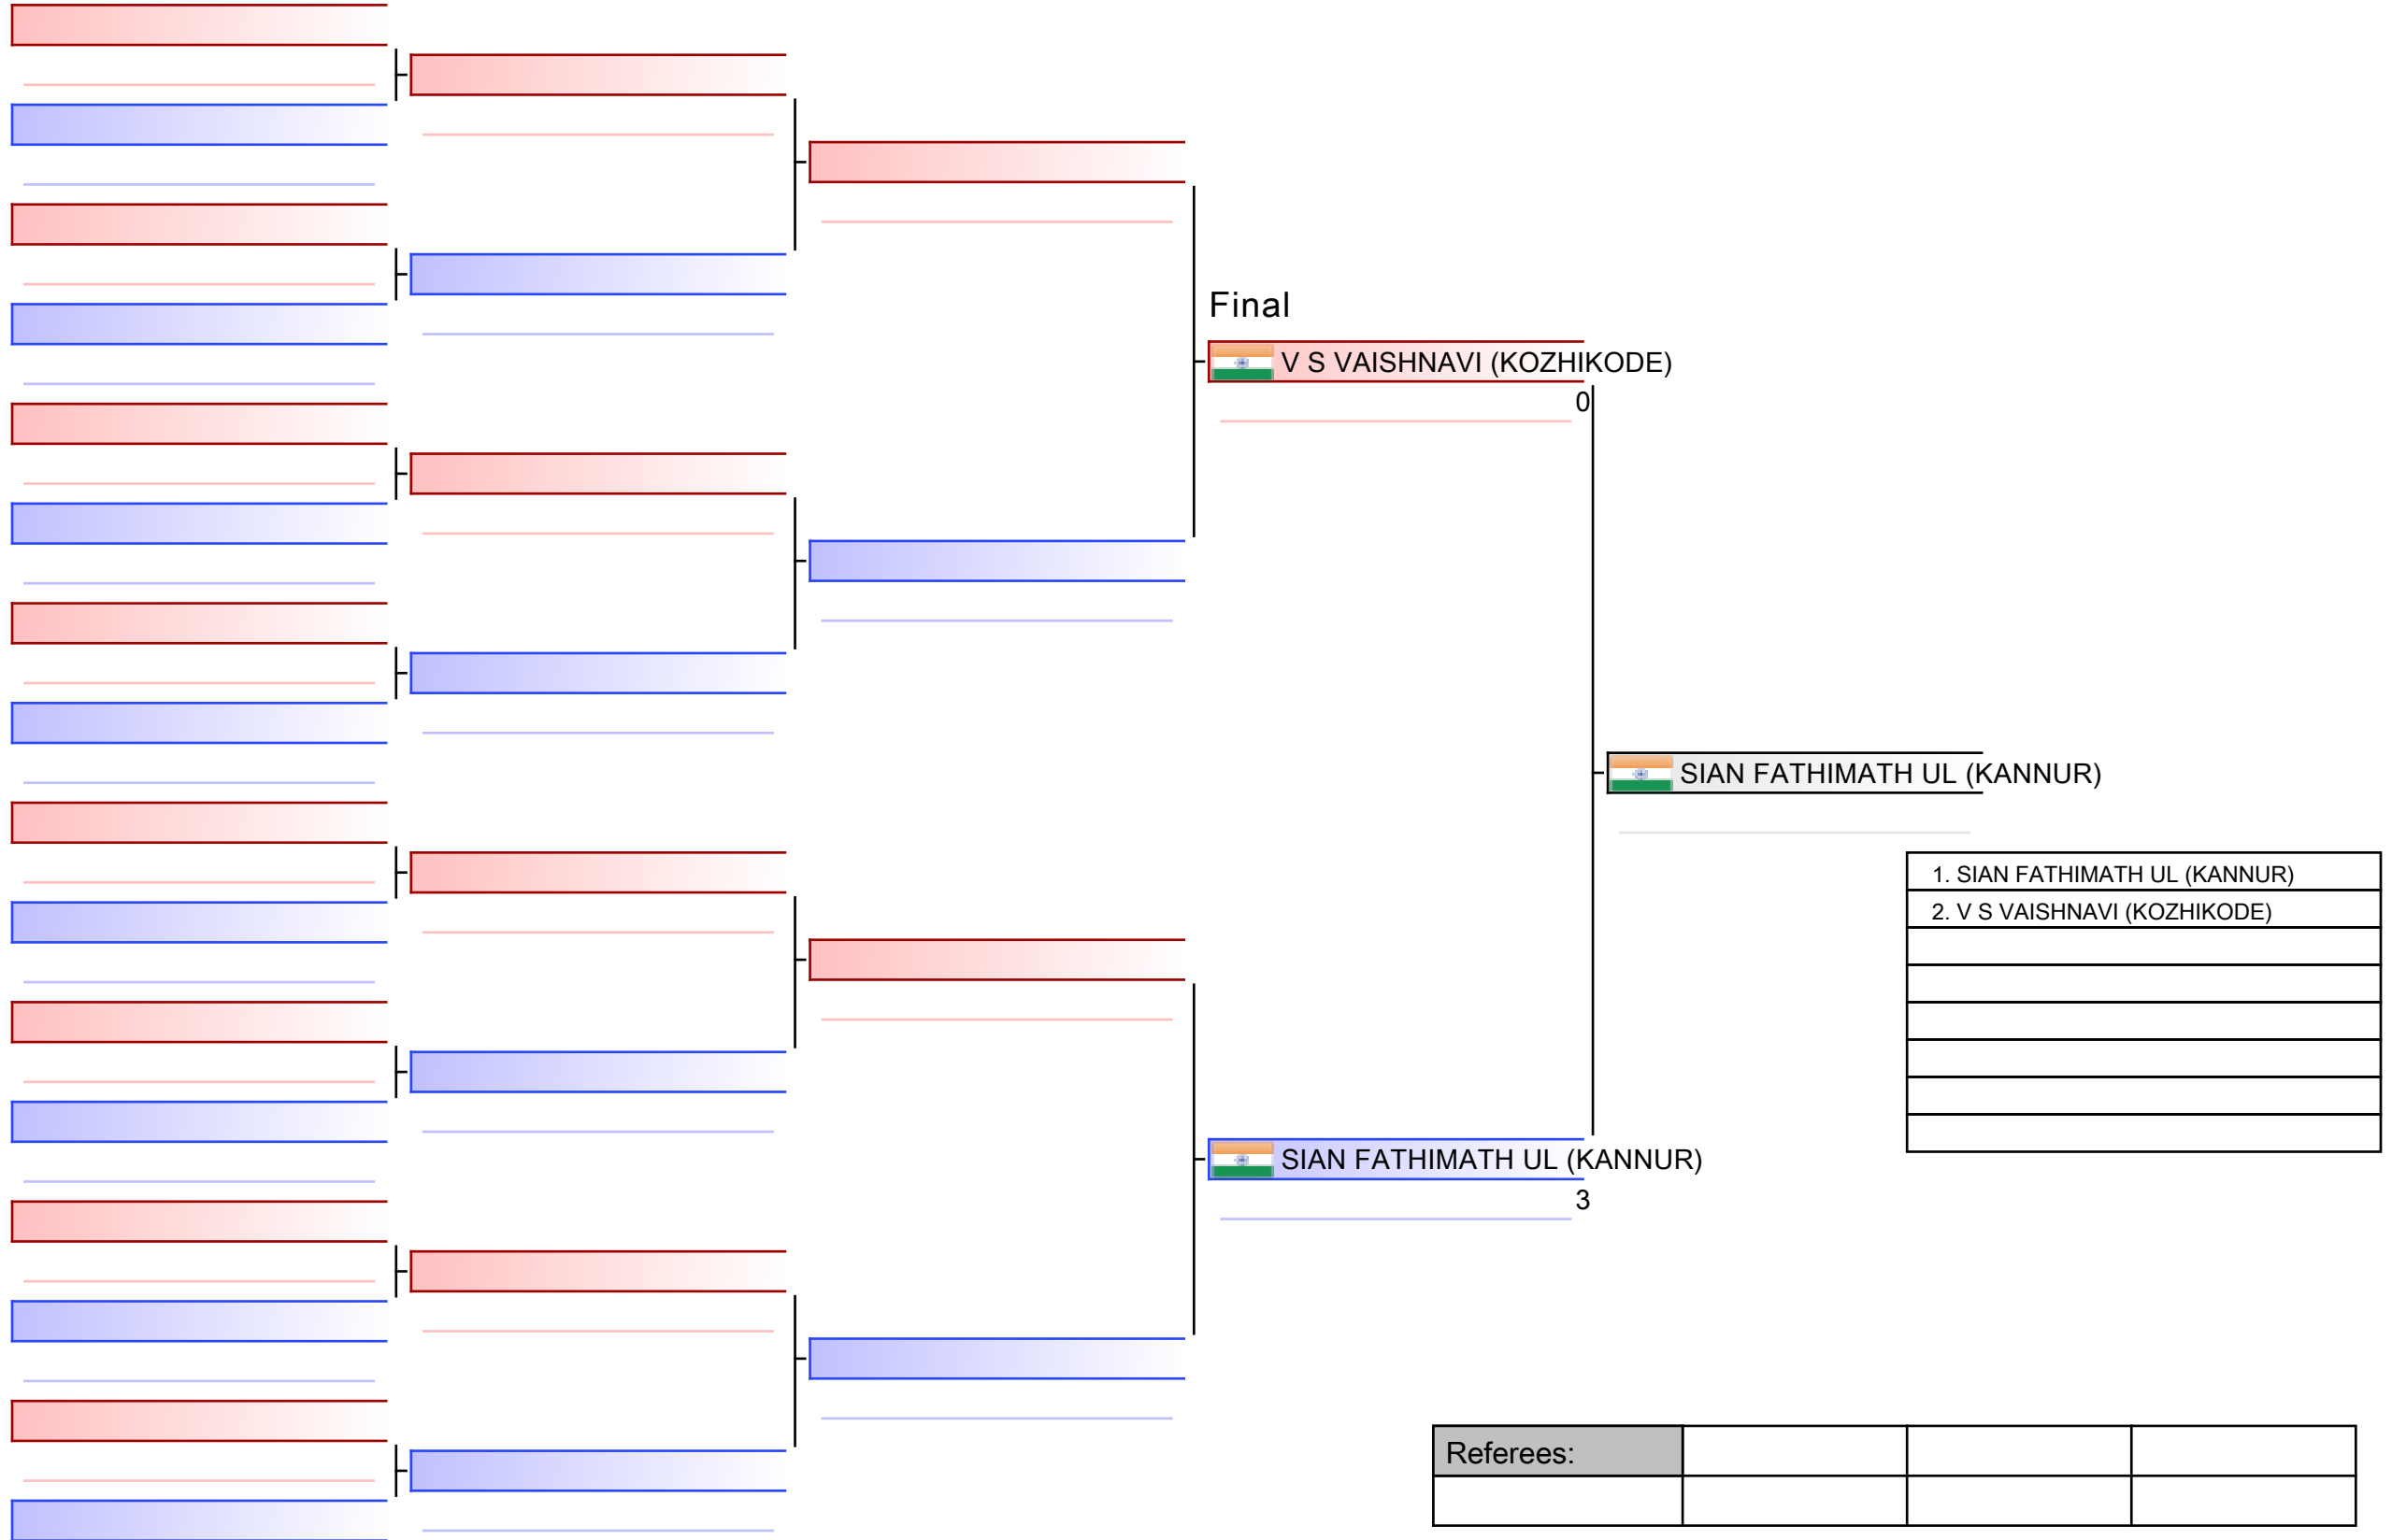 Final
V S VAISHNAVI (KOZHIKODE)
0
SIAN FATHIMATH UL (KANNUR)
1. SIAN FATHIMATH UL (KANNUR)
2. V S VAISHNAVI (KOZHIKODE)
SIAN FATHIMATH UL (KANNUR)
3
Referees: